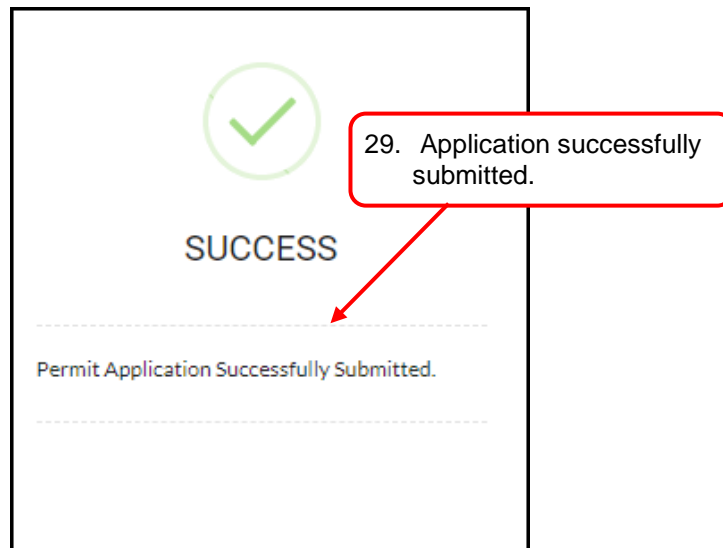 29. Application successfully
submitted.
SUCCESS
Permit Application Successfully Submitted.